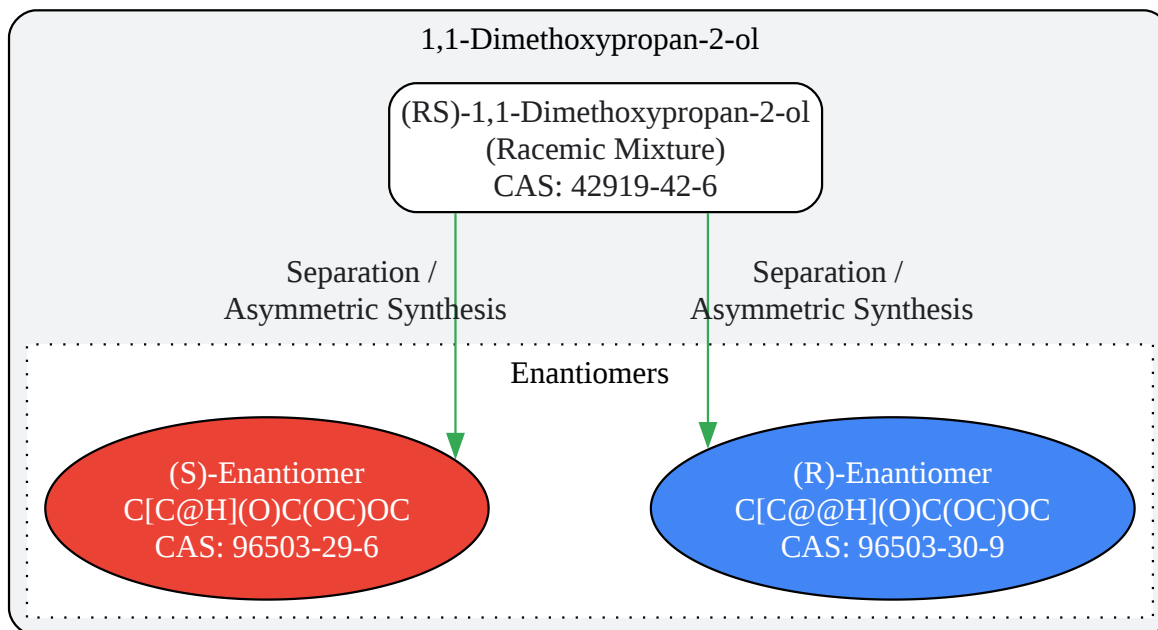 1,1-Dimethoxypropan-2-ol
(RS)-1,1-Dimethoxypropan-2-ol
(Racemic Mixture)
CAS: 42919-42-6
Separation /
Asymmetric Synthesis
Separation /
Asymmetric Synthesis
Enantiomers
(S)-Enantiomer
C[C@H](O)C(OC)OC
CAS: 96503-29-6
(R)-Enantiomer
C[C@@H](O)C(OC)OC
CAS: 96503-30-9